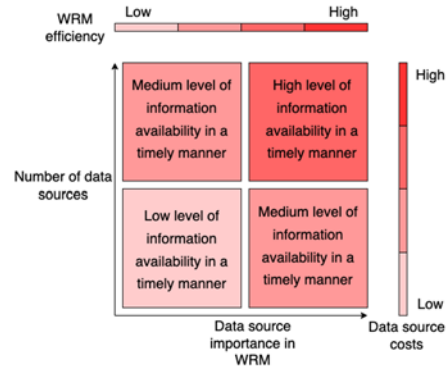 WRM
efficiency
Low
High
Medium level of
information
availability in a
timely manner
High level of
information
availability in a
timely manner
Number of data
sources
Low level of
information
availability in a
timely manner
Medium level of
information
availability in a
timely manner
High
Low
Data source
importance in
WRM
Data source
costs